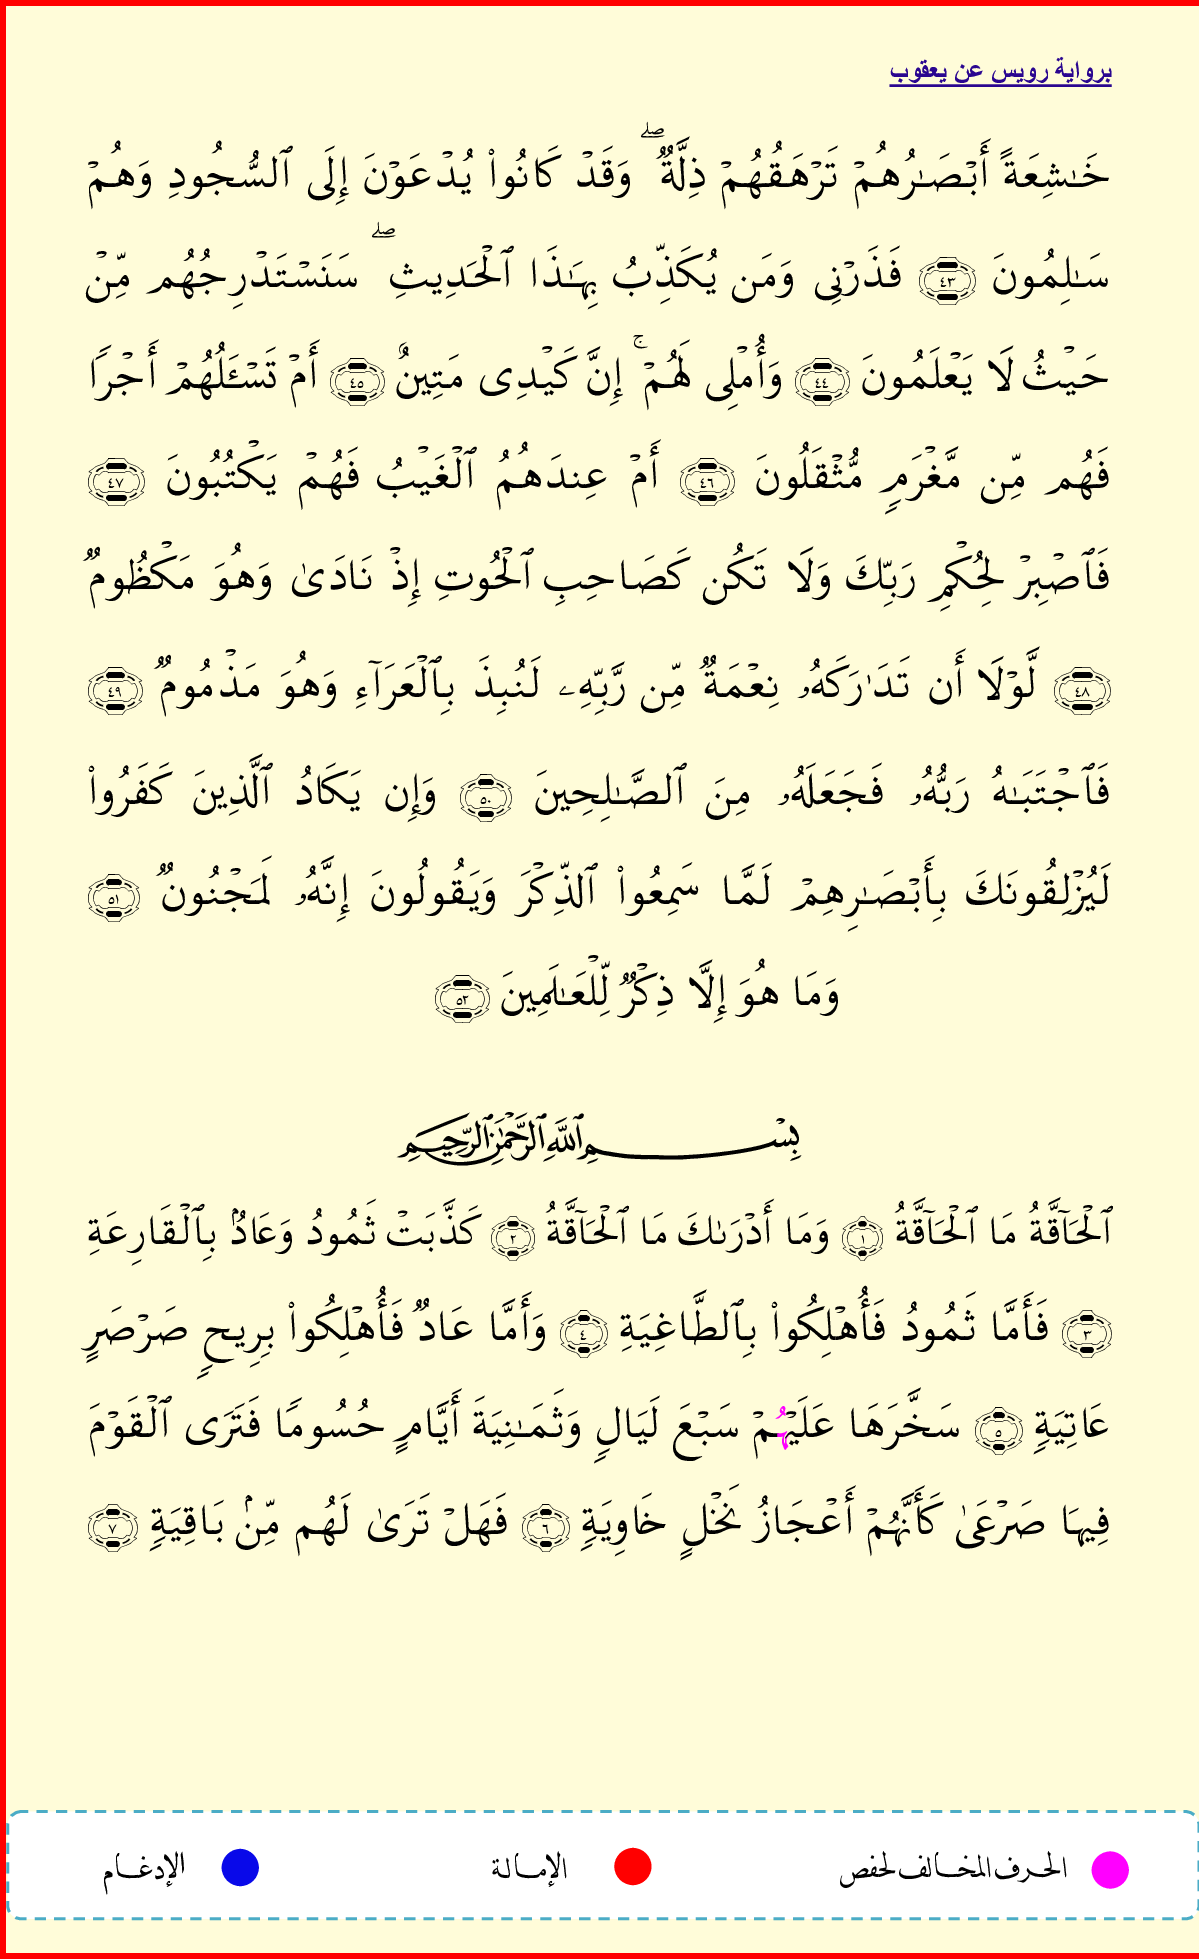 برواية رويس عن يعقوب
خَـٰشِعَةً أَبْصَـٰرُهُمْ تَرْهَقُهُمْ ذِلَّةٌۖ وَقَدْ كَانُوا۟ يُدْعَوْنَ إِلَى ٱلسُّجُودِ وَهُمْ
سَـٰلِمُونَ ٤٣ فَذَرْنِى وَمَن يُكَذِّبُ بِهَـٰذَا ٱلْحَدِيثِۖ سَنَسْتَدْرِجُهُم مِّنْ
حَيْثُ لَا يَعْلَمُونَ ٤٤ وَأُمْلِى لَهُمْۚ إِنَّ كَيْدِى مَتِينٌ ٤٥ أَمْ تَسْـَٔلُهُمْ أَجْرًا
فَهُم مِّن مَّغْرَمٍ مُّثْقَلُونَ ٤٦ أَمْ عِندَهُمُ ٱلْغَيْبُ فَهُمْ يَكْتُبُونَ ٤٧
فَٱصْبِرْ لِحُكْمِ رَبِّكَ وَلَا تَكُن كَصَاحِبِ ٱلْحُوتِ إِذْ نَادَىٰ وَهُوَ مَكْظُومٌ
٤٨ لَّوْلَا أَن تَدَٰرَكَهُۥ نِعْمَةٌ مِّن رَّبِّهِۦ لَنُبِذَ بِٱلْعَرَآءِ وَهُوَ مَذْمُومٌ ٤٩
فَٱجْتَبَـٰهُ رَبُّهُۥ فَجَعَلَهُۥ مِنَ ٱلصَّـٰلِحِينَ ٥٠ وَإِن يَكَادُ ٱلَّذِينَ كَفَرُوا۟
لَيُزْلِقُونَكَ بِأَبْصَـٰرِهِمْ لَمَّا سَمِعُوا۟ ٱلذِّكْرَ وَيَقُولُونَ إِنَّهُۥ لَمَجْنُونٌ ٥١
وَمَا هُوَ إِلَّا ذِكْرٌ لِّلْعَـٰلَمِينَ ٥٢
بِسْمِ ٱللَّهِ ٱلرَّحْمَـٰنِ ٱلرَّحِيمِ
ٱلْحَآقَّةُ مَا ٱلْحَآقَّةُ ١ وَمَا أَدْرَىٰكَ مَا ٱلْحَآقَّةُ ٢ كَذَّبَتْ ثَمُودُ وَعَادٌۢ بِٱلْقَارِعَةِ
٣ فَأَمَّا ثَمُودُ فَأُهْلِكُوا۟ بِٱلطَّاغِيَةِ ٤ وَأَمَّا عَادٌ فَأُهْلِكُوا۟ بِرِيحٍ صَرْصَرٍ
عَاتِيَةٍ ٥ سَخَّرَهَا عَلَيْهُمْ سَبْعَ لَيَالٍ وَثَمَـٰنِيَةَ أَيَّامٍ حُسُومًا فَتَرَى ٱلْقَوْمَ
فِيهَا صَرْعَىٰ كَأَنَّهُمْ أَعْجَازُ نَخْلٍ خَاوِيَةٍ ٦ فَهَلْ تَرَىٰ لَهُم مِّنۢ بَاقِيَةٍ ٧
الحرف المخالف لحفص الإمالة الإدغام